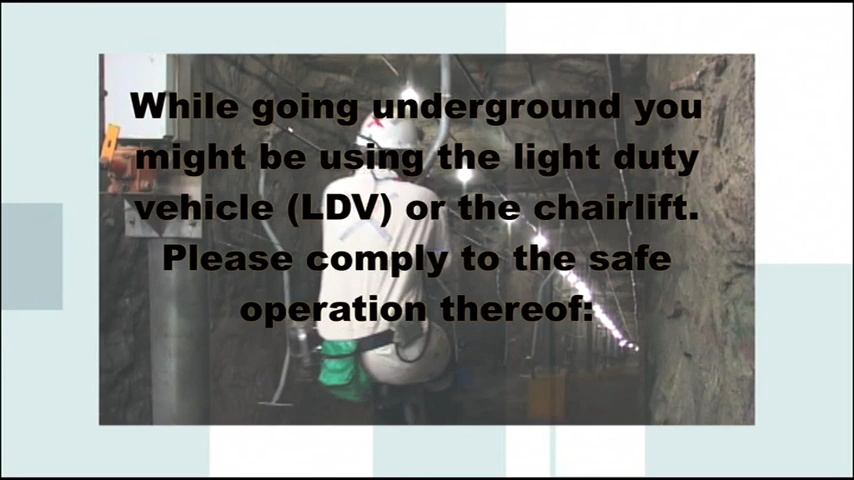 While going underground you
might be using the light duty
vehicle (LDV) or the chairlift.
Please comply to the safe
operation thereof: